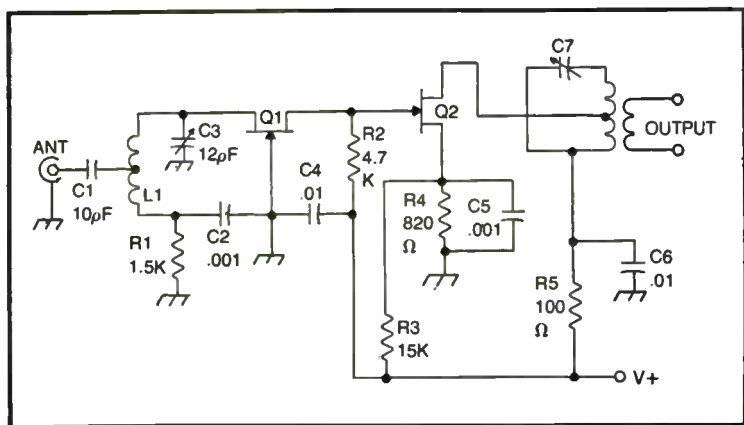 ANT
C1
10pF
L1
C3
12pF
R1
1.5K
C2
.001
Q1
C4
.01
R2
4.7
K
Q2
R4
820
Ω
C5
.001
R3
15K
C7
OUTPUT
C6
.01
R5
100
Ω
V+